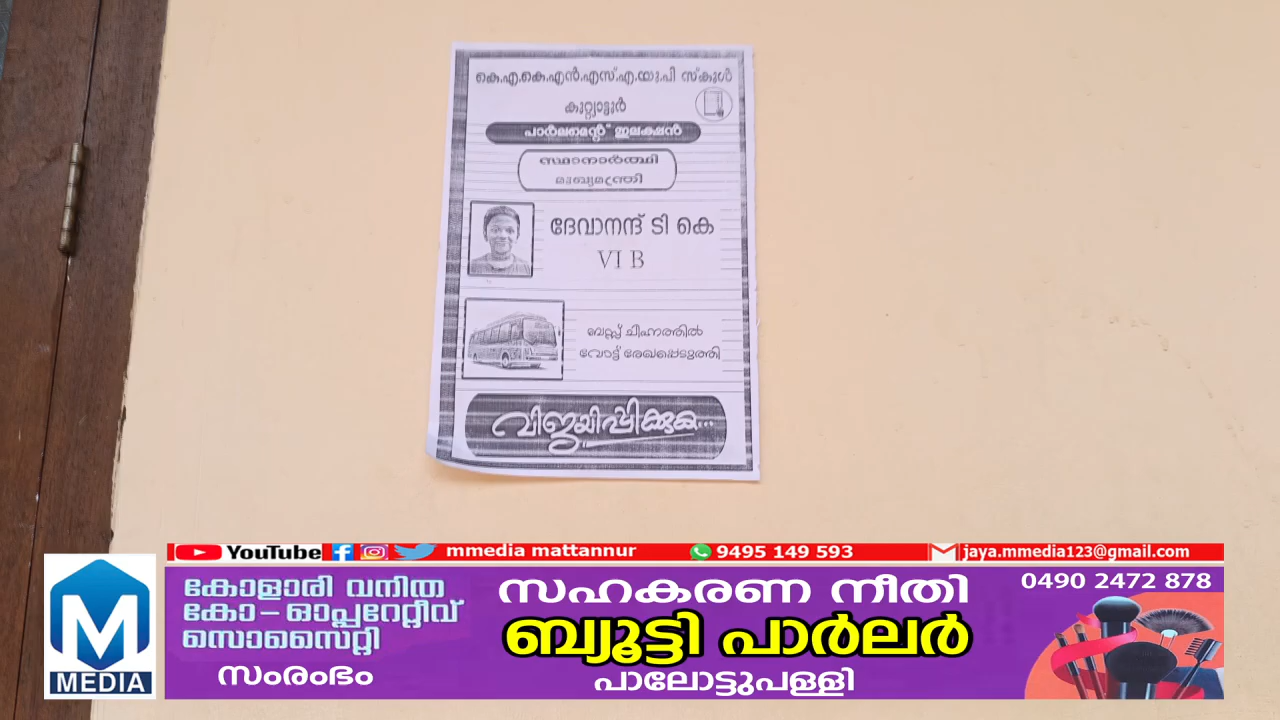 കെ.എ.കെ.എൻ.എസ്.എ.യു.പി സ്കൂൾ
കുറ്റ്യാട്ടൂർ
പാർലമെന്റ് ഇലക്ഷൻ
സ്ഥാനാർത്ഥി
മുഖ്യമന്ത്രി
ദേവാനന്ദ് ടി കെ
VI B
ബസ്സ് ചിഹ്നത്തിൽ
വോട്ട് രേഖപ്പെടുത്തി
വിജയിപ്പിക്കുക...
YouTube mmedia mattannur 9495 149 593 jaya.mmedia123@gmail.com
M
MEDIA
കോളാരി വനിത
കോ-ഓപ്പറേറ്റീവ്
സൊസൈറ്റി
സംരംഭം
സഹകരണ നീതി
ബ്യൂട്ടി പാർലർ
പാലോട്ടുപള്ളി
0490 2472 878